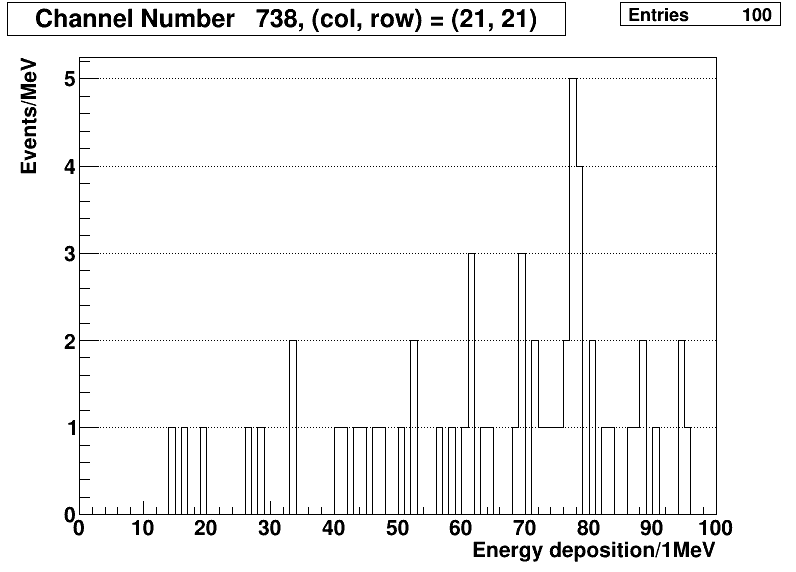 Channel Number 738, (col, row) = (21, 21)
Entries 100
Events/MeV
5
4
3
2
1
0
0 10 20 30 40 50 60 70 80 90 100
Energy deposition/1MeV